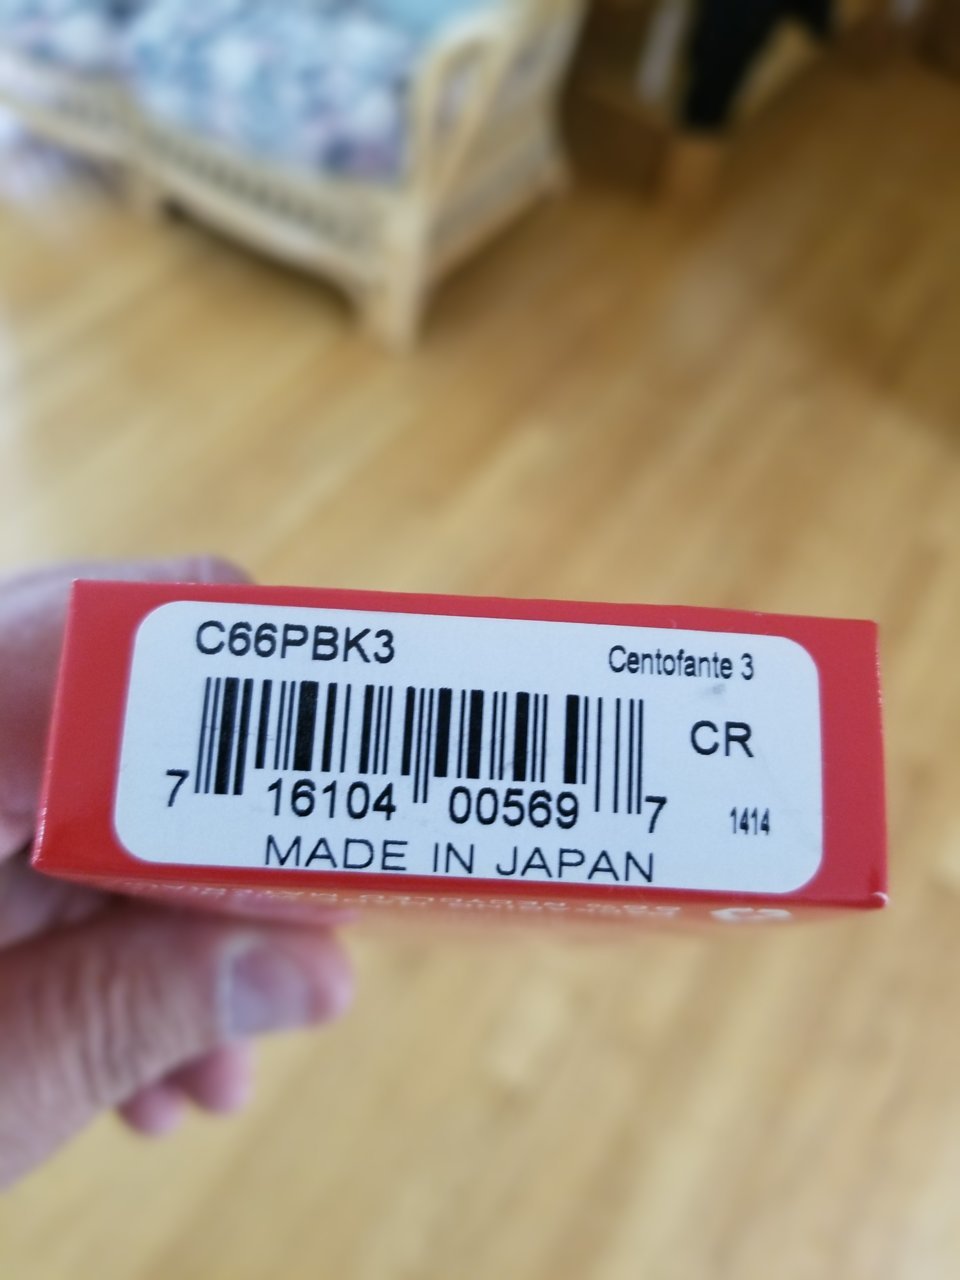 C66PBK3
Centofante 3
CR
7 16104 00569 7
1414
MADE IN JAPAN